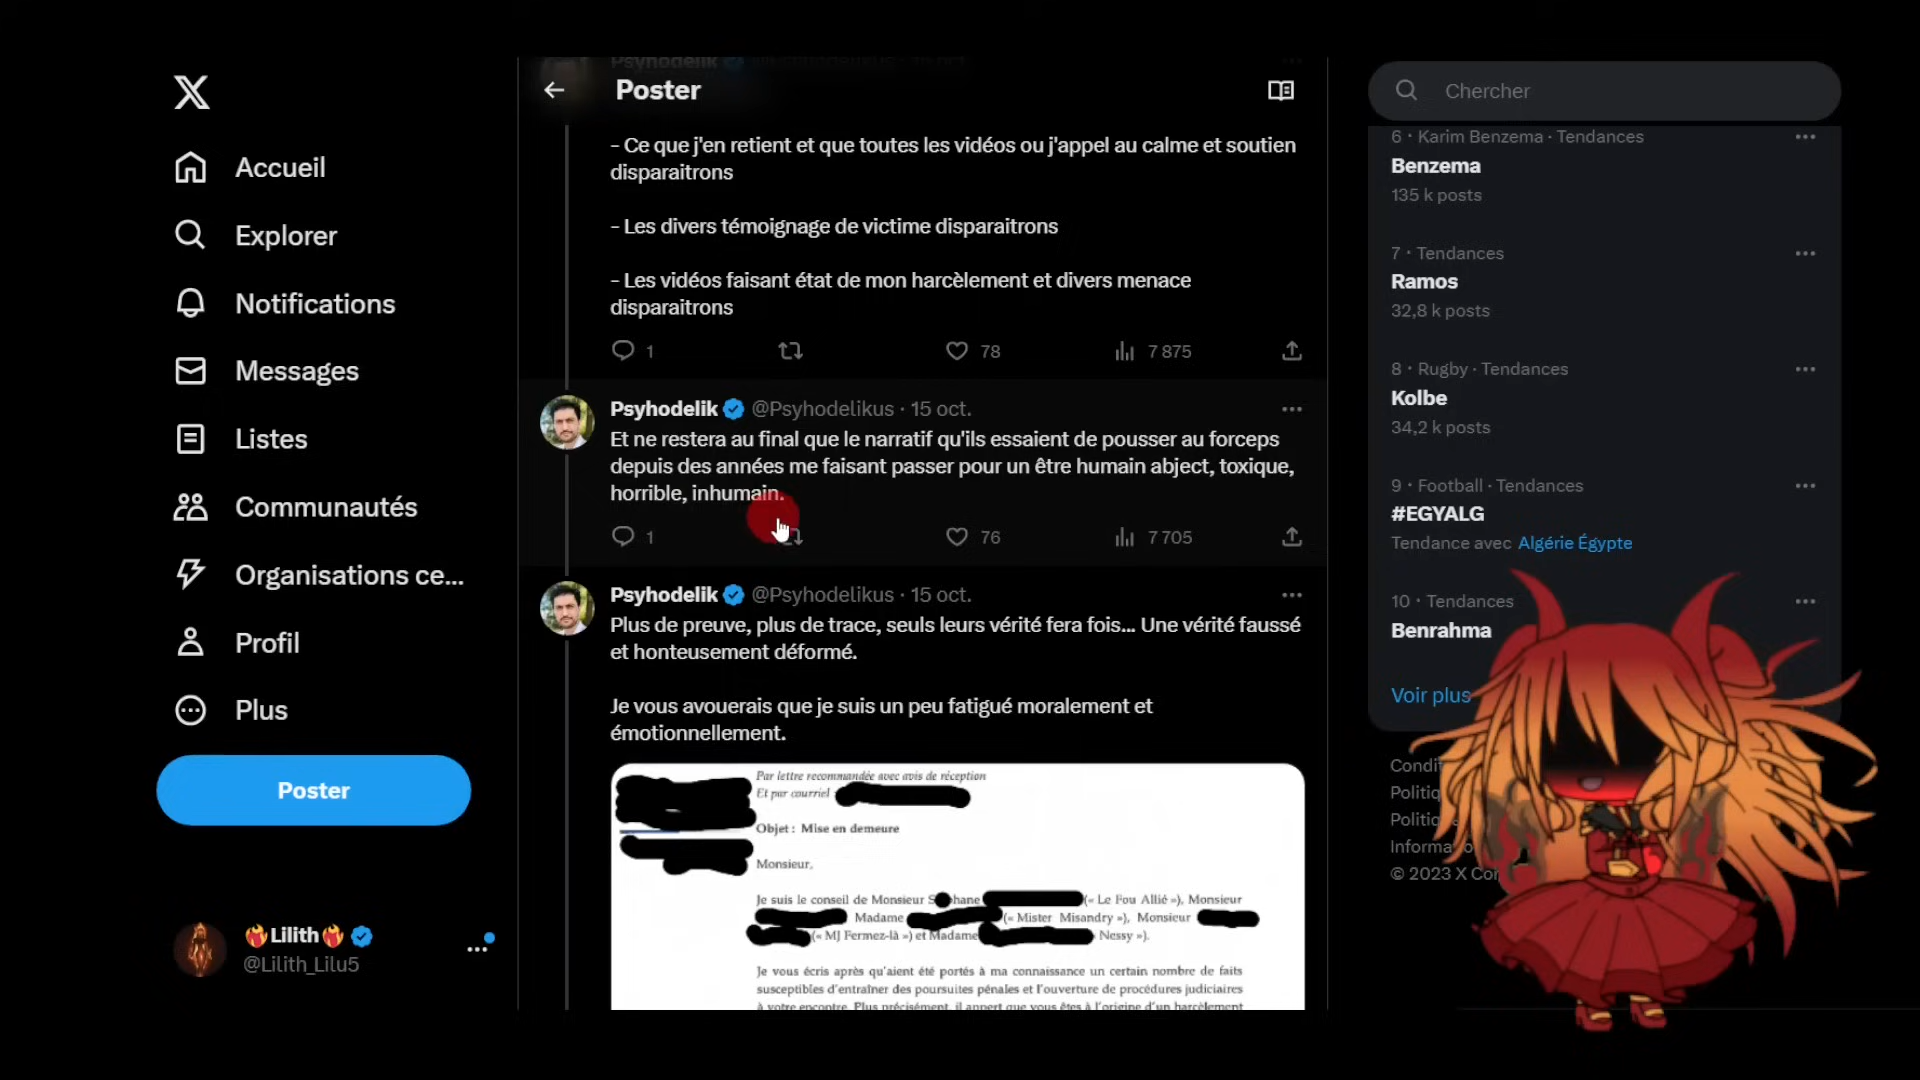 Accueil
Explorer
Notifications
Messages
Listes
Communautés
Organisations ce...
Profil
Plus
Poster
🔥Lilith🔥
@Lilith_Lilu5
...
Poster
- Ce que j'en retient et que toutes les vidéos ou j'appel au calme et soutien
disparaitrons
- Les divers témoignage de victime disparaitrons
- Les vidéos faisant état de mon harcèlement et divers menace
disparaitrons
1 78 7 875
Psyhodelik @Psyhodelikus · 15 oct.
Et ne restera au final que le narratif qu'ils essaient de pousser au forceps
depuis des années me faisant passer pour un être humain abject, toxique,
horrible, inhumain.
1 76 7 705
Psyhodelik @Psyhodelikus · 15 oct.
Plus de preuve, plus de trace, seuls leurs vérité fera fois... Une vérité faussé
et honteusement déformé.
Je vous avouerais que je suis un peu fatigué moralement et
émotionnellement.
Par lettre recommandée avec avis de réception
Et par courriel
Objet : Mise en demeure
Monsieur,
Je suis le conseil de Monsieur S hane (« Le Fou Allié »), Monsieur
Madame (« Mister Misandry »), Monsieur
(« MJ Fermez-là ») et Madame Nessy »).
Je vous écris après qu'aient été portés à ma connaissance un certain nombre de faits
susceptibles d'entraîner des poursuites pénales et l'ouverture de procédures judiciaires
à votre encontre. Plus précisément, il appert que vous êtes à l'origine d'un harcèlement
Chercher
6 · Karim Benzema · Tendances
Benzema
135 k posts
7 · Tendances
Ramos
32,8 k posts
8 · Rugby · Tendances
Kolbe
34,2 k posts
9 · Football · Tendances
#EGYALG
Tendance avec Algérie Égypte
10 · Tendances
Benrahma
Voir plus
© 2023 X